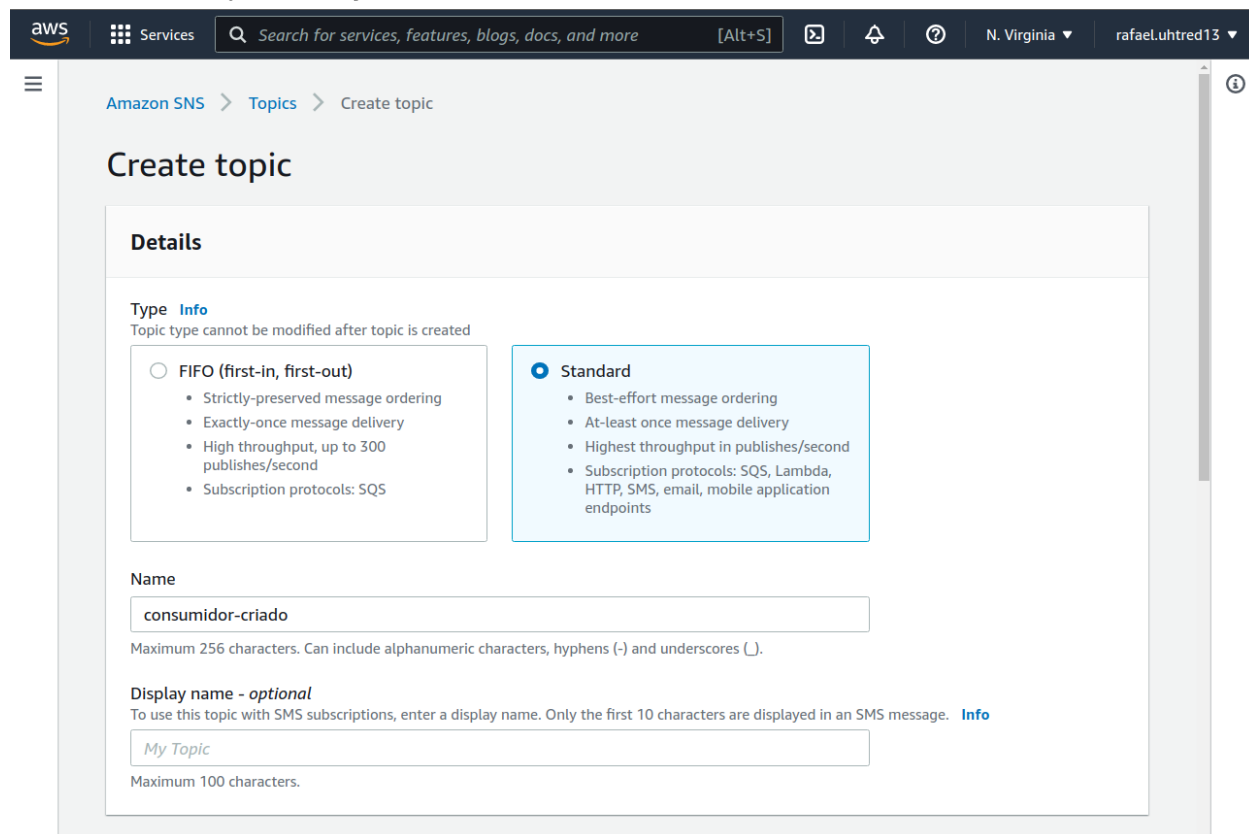 aws Services Search for services, features, blogs, docs, and more [Alt+S] N. Virginia rafael.uhtred13
Amazon SNS Topics Create topic
Create topic
Details
Type Info
Topic type cannot be modified after topic is created
FIFO (first-in, first-out)
Strictly-preserved message ordering
Exactly-once message delivery
High throughput, up to 300
publishes/second
Subscription protocols: SQS
Standard
Best-effort message ordering
At-least once message delivery
Highest throughput in publishes/second
Subscription protocols: SQS, Lambda,
HTTP, SMS, email, mobile application
endpoints
Name
consumidor-criado
Maximum 256 characters. Can include alphanumeric characters, hyphens (-) and underscores (_).
Display name - optional
To use this topic with SMS subscriptions, enter a display name. Only the first 10 characters are displayed in an SMS message. Info
My Topic
Maximum 100 characters.